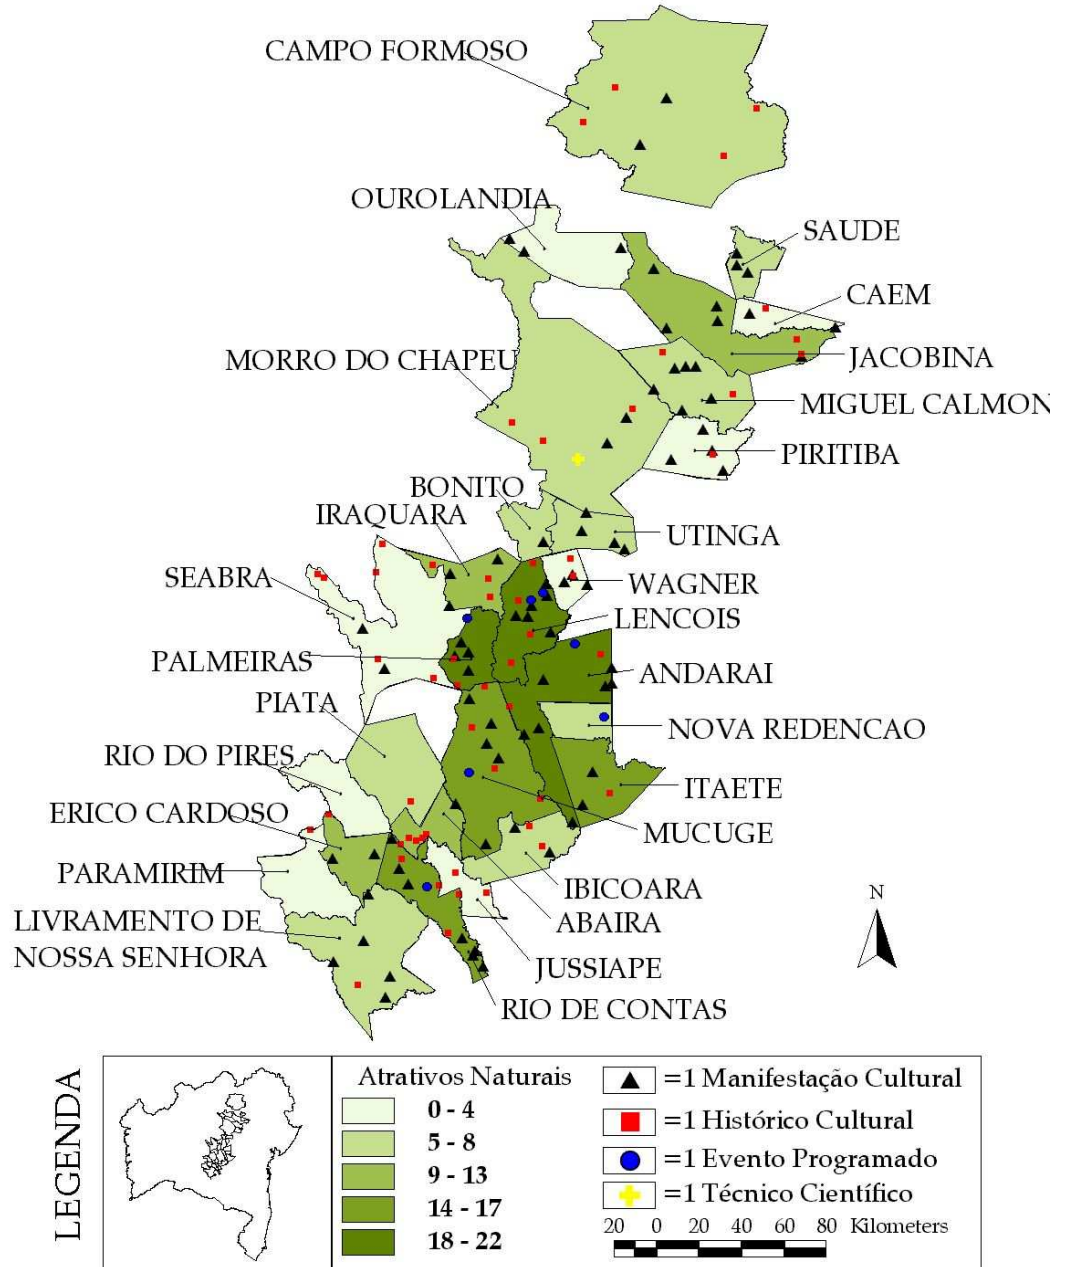 CAMPO FORMOSO
OUROLANDIA
SAUDE
CAEM
MORRO DO CHAPEU
JACOBINA
MIGUEL CALMON
PIRITIBA
BONITO
IRAQUARA
UTINGA
SEABRA
WAGNER
LENCOIS
PALMEIRAS
ANDARAI
PIATA
NOVA REDENCAO
RIO DO PIRES
ITAETE
ERICO CARDOSO
MUCUGE
PARAMIRIM
IBICOARA
ABAIRA
LIVRAMENTO DE
NOSSA SENHORA
JUSSIAPE
RIO DE CONTAS
N
LEGENDA
Atrativos Naturais
0 - 4
5 - 8
9 - 13
14 - 17
18 - 22
=1 Manifestação Cultural
=1 Histórico Cultural
=1 Evento Programado
=1 Técnico Científico
20 0 20 40 60 80 Kilometers